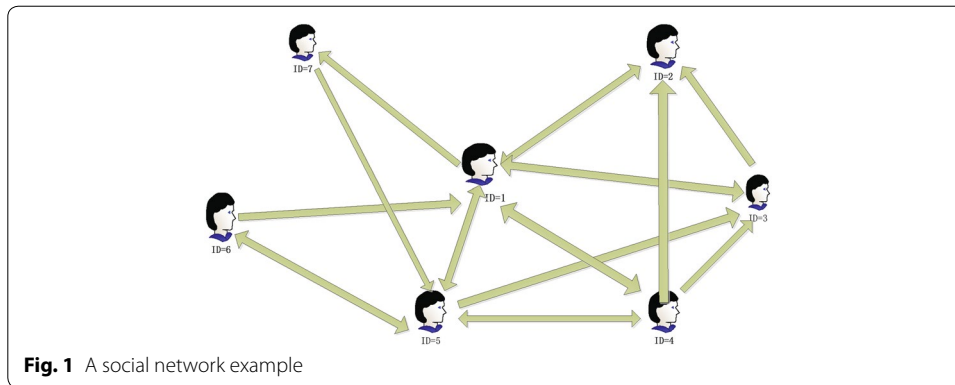 ID=7
ID=2
ID=1
ID=3
ID=6
ID=5
ID=4
Fig. 1 A social network example